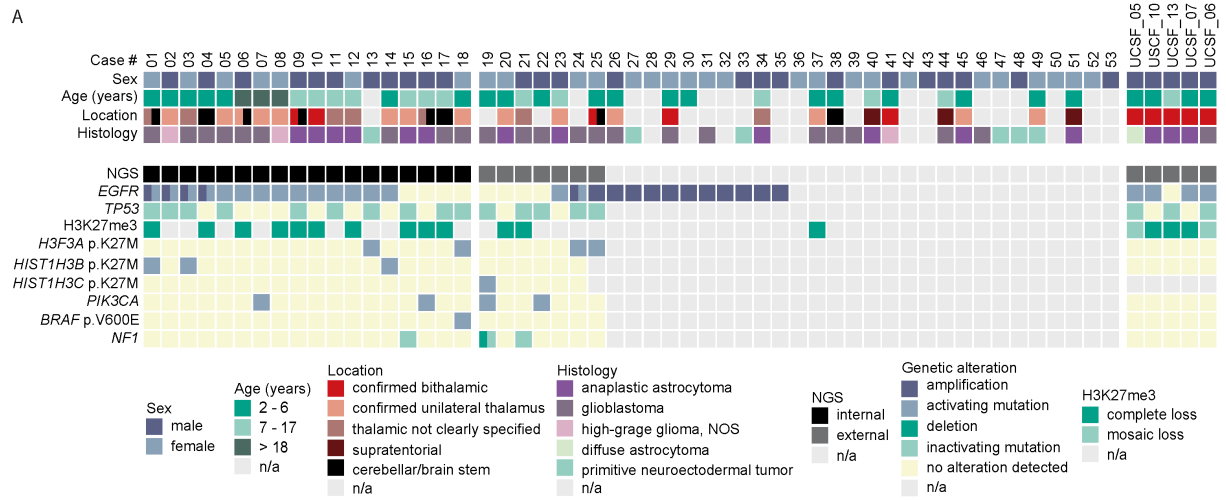 A
UCSF_05
USCF_10
UCSF_13
UCSF_07
UCSF_06
Case # 01 02 03 04 05 06 07 08 09 10 11 12 13 14 15 16 17 18 19 20 21 22 23 24 25 26 27 28 29 30 31 32 33 34 35 36 37 38 39 40 41 42 43 44 45 46 47 48 49 50 51 52 53
Sex
Age (years)
Location
Histology
NGS
EGFR
TP53
H3K27me3
H3F3A p.K27M
HIST1H3B p.K27M
HIST1H3C p.K27M
PIK3CA
BRAF p.V600E
NF1
Sex
male
female
Age (years)
2 - 6
7 - 17
> 18
n/a
Location
confirmed bithalamic
confirmed unilateral thalamus
thalamic not clearly specified
supratentorial
cerebellar/brain stem
n/a
Histology
anaplastic astrocytoma
glioblastoma
high-grage glioma, NOS
diffuse astrocytoma
primitive neuroectodermal tumor
n/a
NGS
internal
external
n/a
Genetic alteration
amplification
activating mutation
deletion
inactivating mutation
no alteration detected
n/a
H3K27me3
complete loss
mosaic loss
n/a